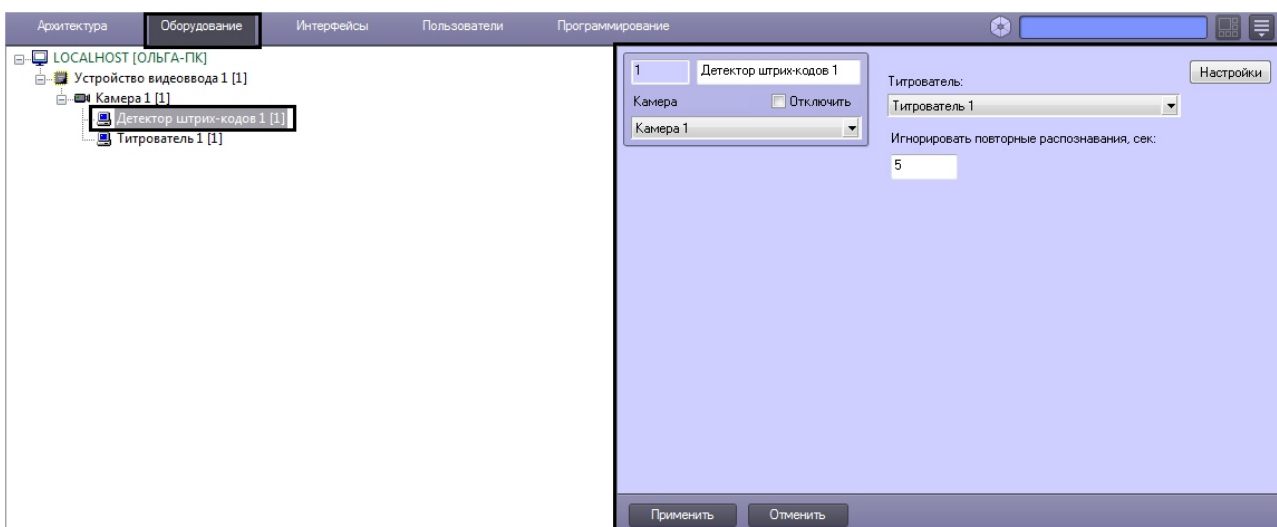 Архитектура Оборудование Интерфейсы Пользователи Программирование
LOCALHOST [ОЛЬГА-ПК]
Устройство видеоввода 1 [1]
Камера 1 [1]
Детектор штрих-кодов 1 [1]
Титрователь 1 [1]
1 Детектор штрих-кодов 1
Камера Отключить
Камера 1
Титрователь:
Настройки
Титрователь 1
Игнорировать повторные распознавания, сек:
5
Применить Отменить